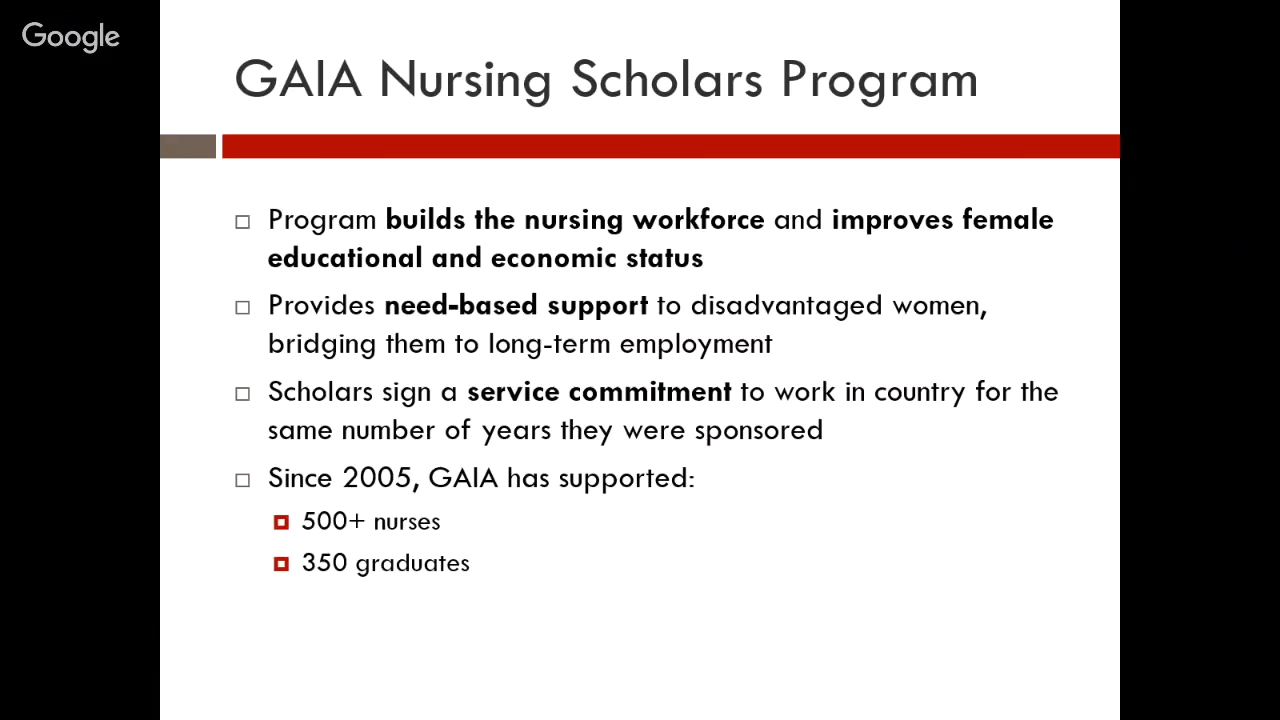 Google
GAIA Nursing Scholars Program
Program builds the nursing workforce and improves female
educational and economic status
Provides need-based support to disadvantaged women,
bridging them to long-term employment
Scholars sign a service commitment to work in country for the
same number of years they were sponsored
Since 2005, GAIA has supported:
500+ nurses
350 graduates